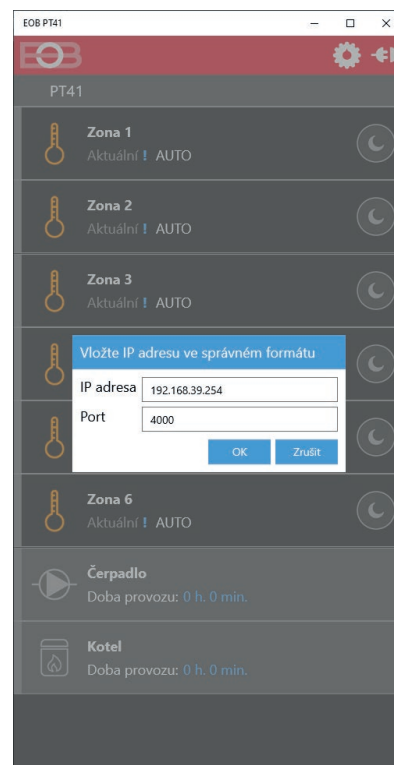 EOB PT41
EOB
PT41
Zona 1
Aktuální ! AUTO
Zona 2
Aktuální ! AUTO
Zona 3
Aktuální ! AUTO
Vložte IP adresu ve správném formátu
IP adresa 192.168.39.254
Port 4000
OK Zrušit
Zona 6
Aktuální ! AUTO
Čerpadlo
Doba provozu: 0 h. 0 min.
Kotel
Doba provozu: 0 h. 0 min.